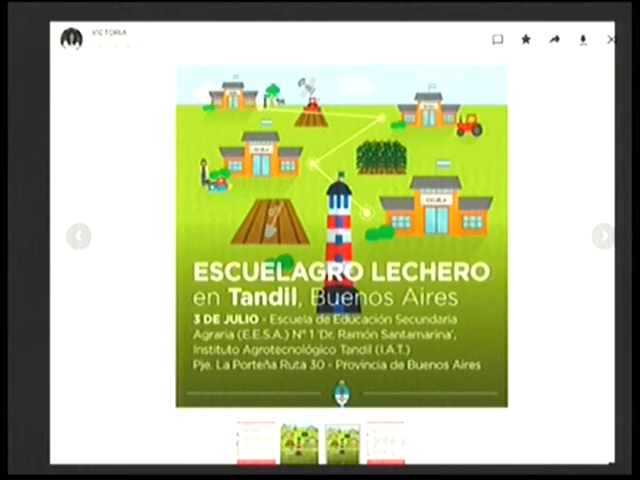 VICTORIA
ESCUELA
ESCUELA
ESCUELAGRO LECHERO
en Tandil, Buenos Aires
3 DE JULIO - Escuela de Educación Secundaria
Agraria (E.E.S.A.) Nº 1 'Dr. Ramón Santamarina',
Instituto Agrotecnológico Tandil (I.A.T.)
Pje. La Porteña Ruta 30 - Provincia de Buenos Aires